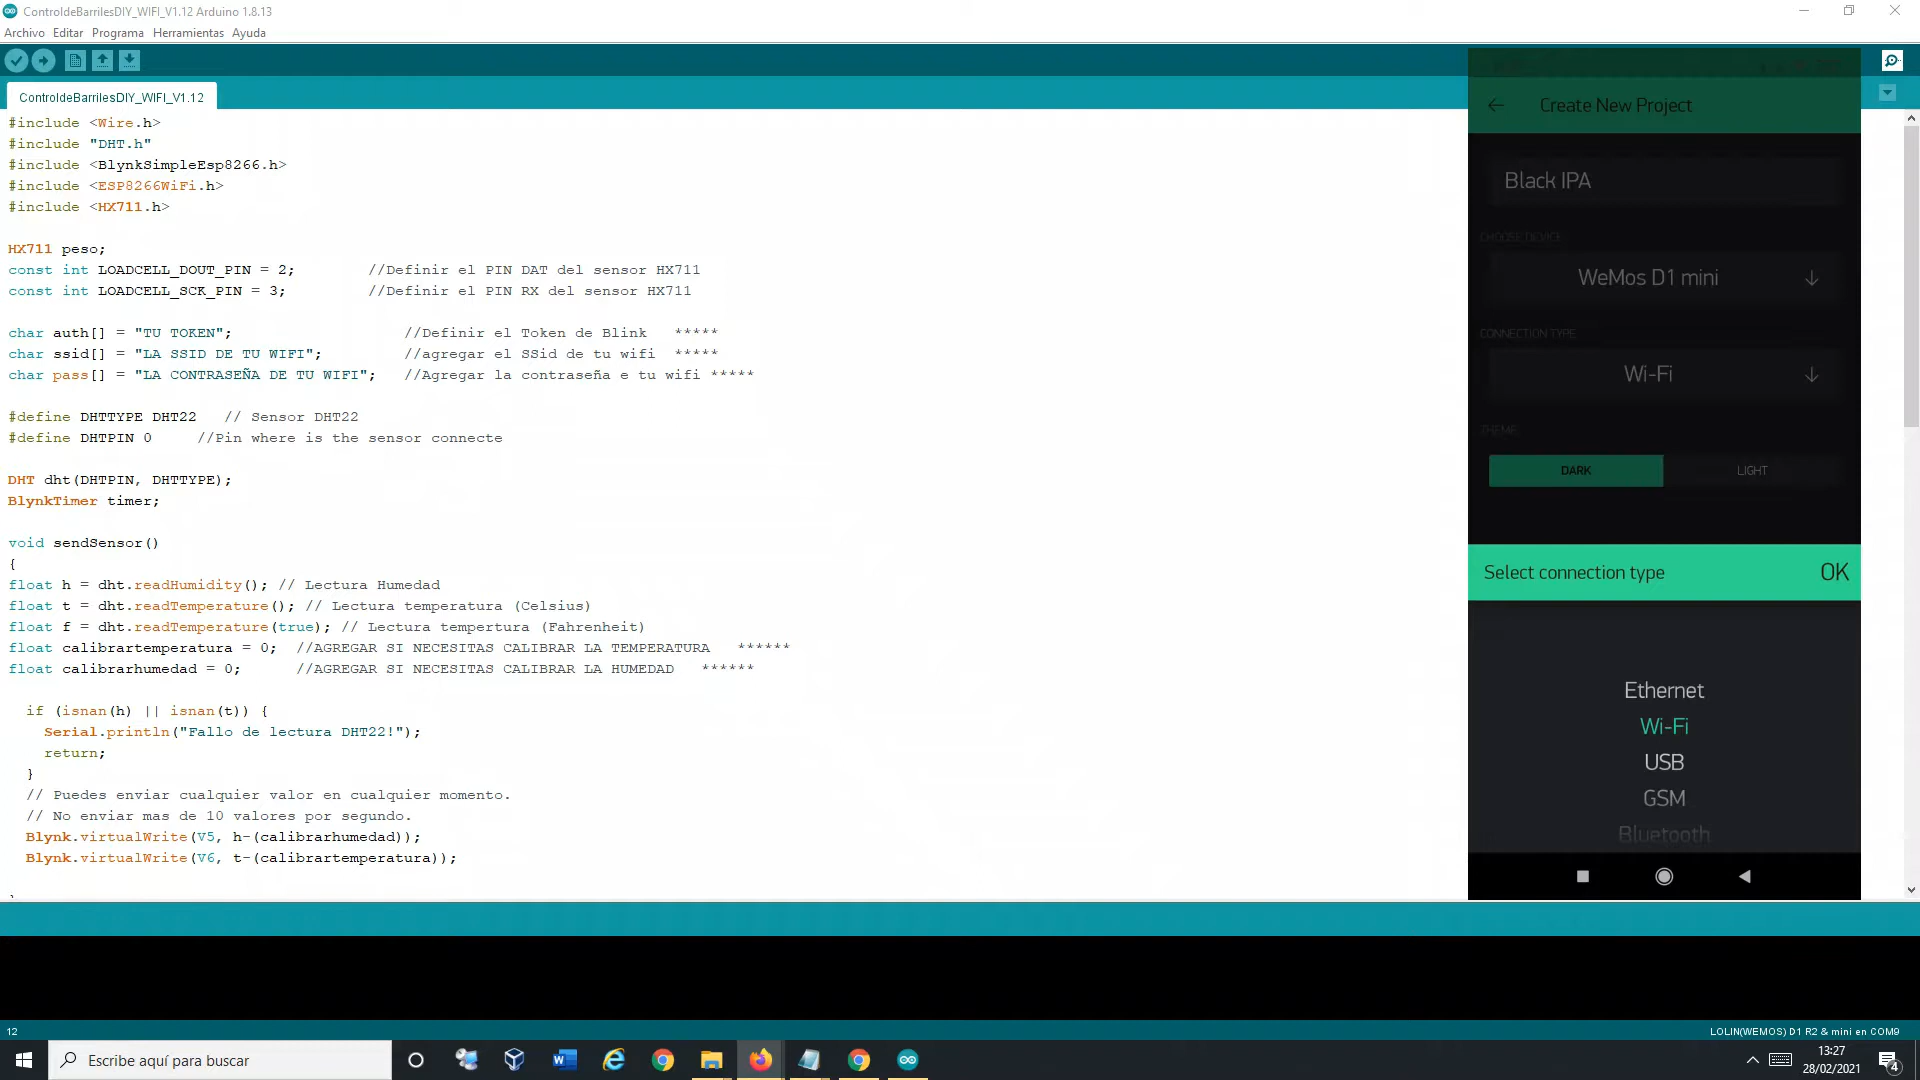 ControldeBarrilesDIY_WIFI_V1.12 Arduino 1.8.13
Archivo Editar Programa Herramientas Ayuda
ControldeBarrilesDIY_WIFI_V1.12
#include <Wire.h>
#include "DHT.h"
#include <BlynkSimpleEsp8266.h>
#include <ESP8266WiFi.h>
#include <HX711.h>
HX711 peso;
const int LOADCELL_DOUT_PIN = 2; //Definir el PIN DAT del sensor HX711
const int LOADCELL_SCK_PIN = 3; //Definir el PIN RX del sensor HX711
char auth[] = "TU TOKEN"; //Definir el Token de Blink *****
char ssid[] = "LA SSID DE TU WIFI"; //agregar el SSid de tu wifi *****
char pass[] = "LA CONTRASEÑA DE TU WIFI"; //Agregar la contraseña e tu wifi *****
#define DHTTYPE DHT22 // Sensor DHT22
#define DHTPIN 0 //Pin where is the sensor connecte
DHT dht(DHTPIN, DHTTYPE);
BlynkTimer timer;
void sendSensor()
{
float h = dht.readHumidity(); // Lectura Humedad
float t = dht.readTemperature(); // Lectura temperatura (Celsius)
float f = dht.readTemperature(true); // Lectura tempertura (Fahrenheit)
float calibrartemperatura = 0; //AGREGAR SI NECESITAS CALIBRAR LA TEMPERATURA ******
float calibrarhumedad = 0; //AGREGAR SI NECESITAS CALIBRAR LA HUMEDAD ******
if (isnan(h) || isnan(t)) {
Serial.println("Fallo de lectura DHT22!");
return;
}
// Puedes enviar cualquier valor en cualquier momento.
// No enviar mas de 10 valores por segundo.
Blynk.virtualWrite(V5, h-(calibrarhumedad));
Blynk.virtualWrite(V6, t-(calibrartemperatura));
Create New Project
Black IPA
CHOOSE DEVICE
WeMos D1 mini
CONNECTION TYPE
Wi-Fi
THEME
DARK LIGHT
Select connection type OK
Ethernet
Wi-Fi
USB
GSM
Bluetooth
12
LOLIN(WEMOS) D1 R2 & mini en COM9
Escribe aquí para buscar
13:27
28/02/2021
4